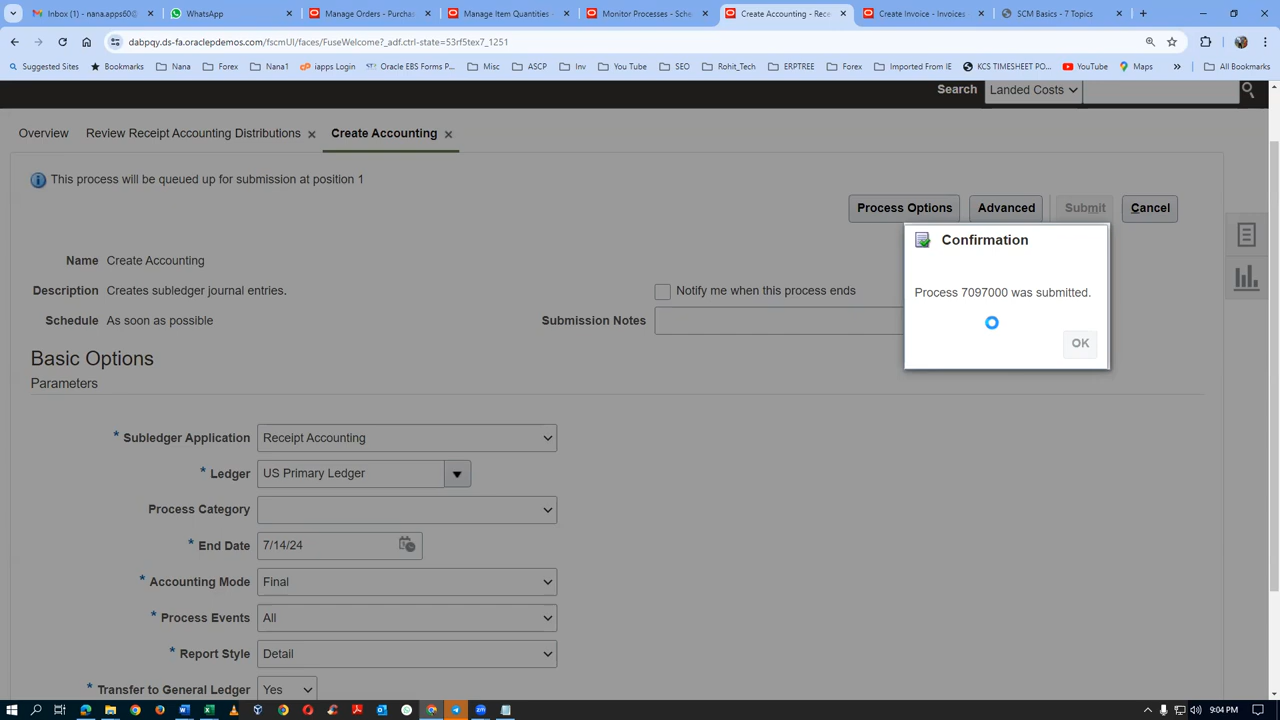 Inbox (1) - nana.apps60@
WhatsApp
Manage Orders - Purchas
Manage Item Quantities -
Monitor Processes - Sche
Create Accounting - Rece
Create Invoice - Invoices
SCM Basics - 7 Topics
dabpqy.ds-fa.oraclepdemos.com/fscmUI/faces/FuseWelcome?_adf.ctrl-state=53rf5tex7_1251
Suggested Sites
Bookmarks
Nana
Forex
Nana1
iapps Login
Oracle EBS Forms P...
Misc
ASCP
Inv
You Tube
SEO
Rohit_Tech
ERPTREE
Forex
Imported From IE
KCS TIMESHEET PO...
YouTube
Maps
»
All Bookmarks
Search
Landed Costs
Overview
Review Receipt Accounting Distributions
Create Accounting
This process will be queued up for submission at position 1
Process Options
Advanced
Submit
Cancel
Confirmation
Process 7097000 was submitted.
OK
Name Create Accounting
Description Creates subledger journal entries.
Notify me when this process ends
Schedule As soon as possible
Submission Notes
Basic Options
Parameters
* Subledger Application Receipt Accounting
* Ledger US Primary Ledger
Process Category
* End Date 7/14/24
* Accounting Mode Final
* Process Events All
* Report Style Detail
* Transfer to General Ledger Yes
9:04 PM